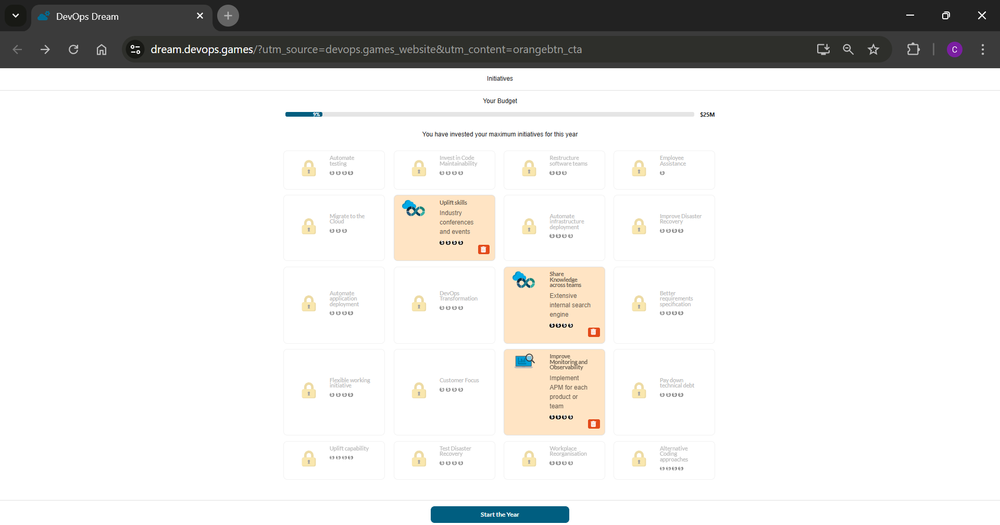 DevOps Dream
dream.devops.games/?utm_source=devops.games_website&utm_content=orangebtn_cta
C
Initiatives
Your Budget
9%
$25M
You have invested your maximum initiatives for this year
Automate
testing
Invest in Code
Maintainability
Restructure
software teams
Employee
Assistance
Migrate to the
Cloud
Uplift skills
Industry
conferences
and events
Automate
infrastructure
deployment
Improve Disaster
Recovery
Automate
application
deployment
DevOps
Transformation
Share
Knowledge
across teams
Extensive
internal search
engine
Better
requirements
specification
Flexible working
initiative
Customer Focus
Improve
Monitoring and
Observability
Implement
APM for each
product or
team
Pay down
technical debt
Uplift capability
Test Disaster
Recovery
Workplace
Reorganisation
Alternative
Coding
approaches
Start the Year